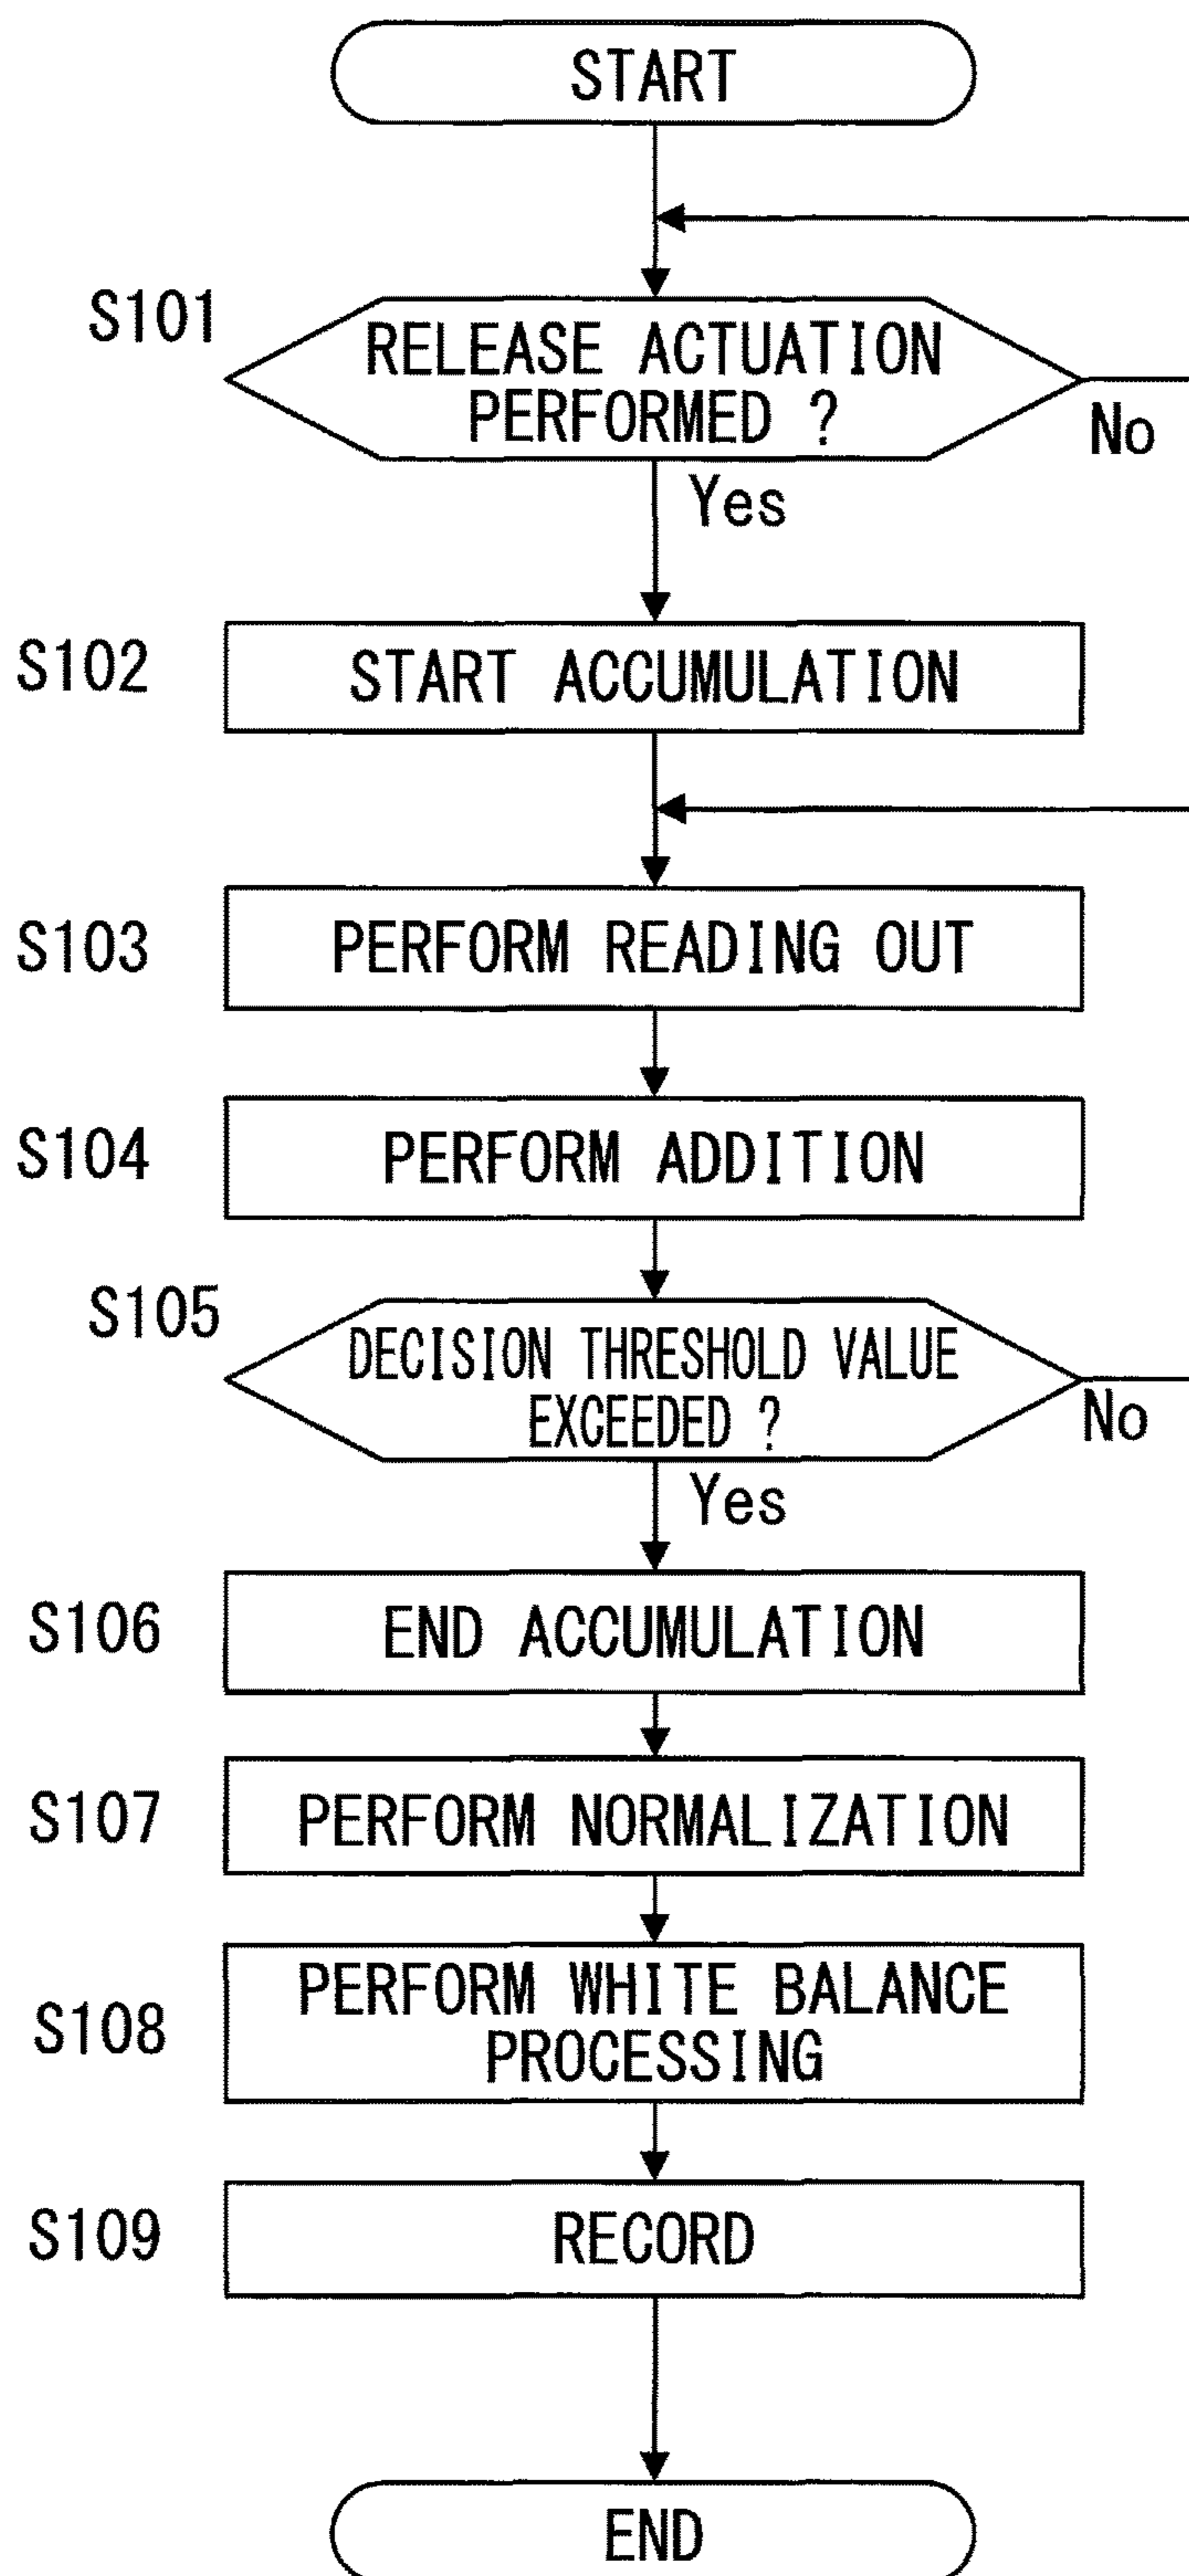 START
S101
RELEASE ACTUATION
PERFORMED ?
No
Yes
S102
START ACCUMULATION
S103
PERFORM READING OUT
S104
PERFORM ADDITION
S105
DECISION THRESHOLD VALUE
EXCEEDED ?
No
Yes
S106
END ACCUMULATION
S107
PERFORM NORMALIZATION
S108
PERFORM WHITE BALANCE
PROCESSING
S109
RECORD
END